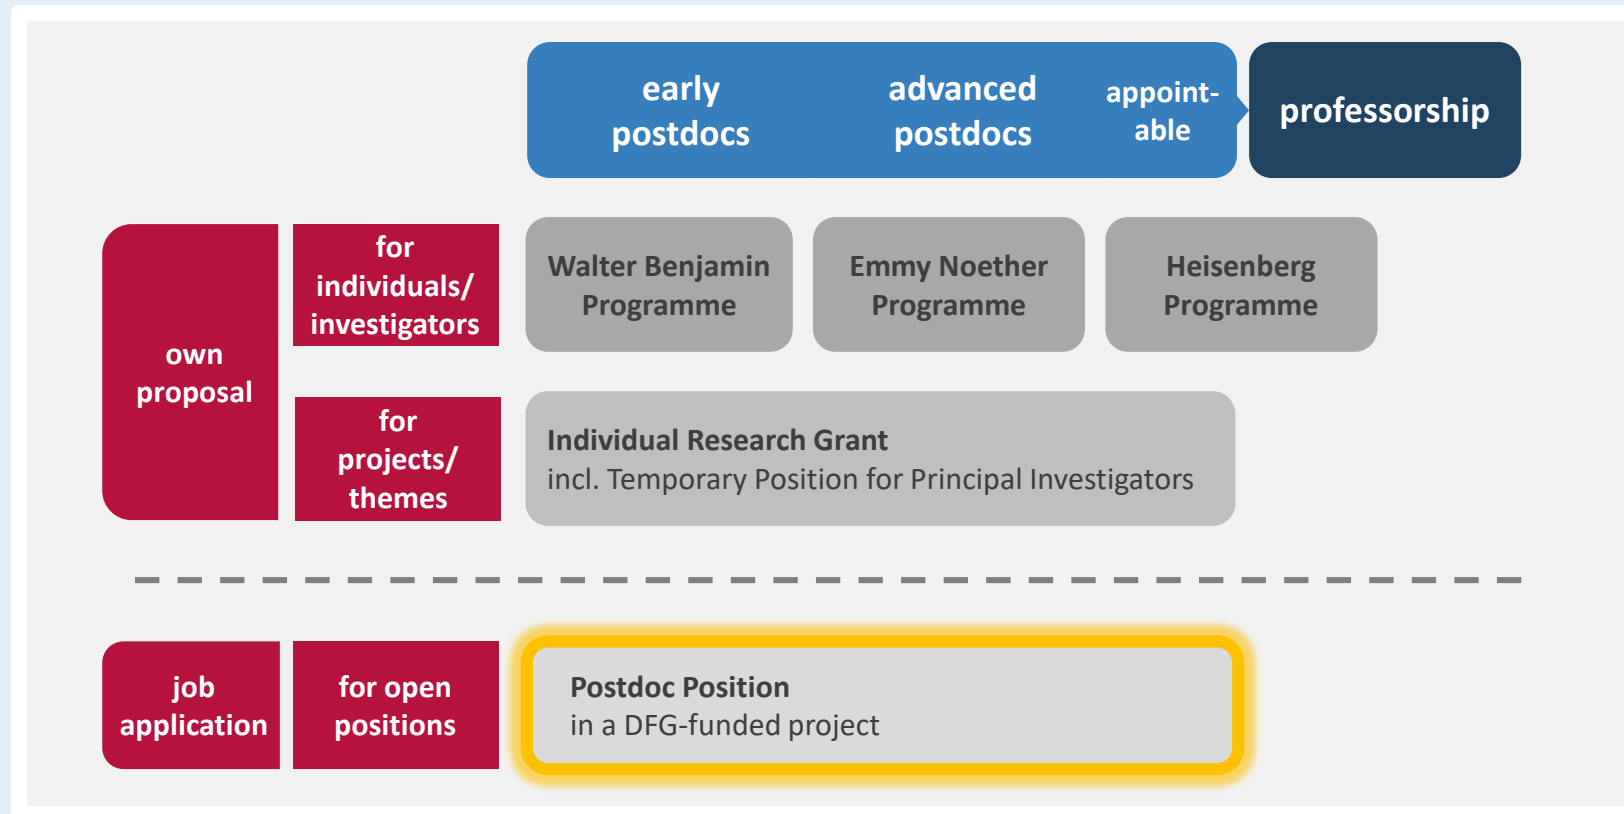 early
postdocs
advanced
postdocs
appoint-
able
professorship
own
proposal
for
individuals/
investigators
Walter Benjamin
Programme
Emmy Noether
Programme
Heisenberg
Programme
for
projects/
themes
Individual Research Grant
incl. Temporary Position for Principal Investigators
job
application
for open
positions
Postdoc Position
in a DFG-funded project